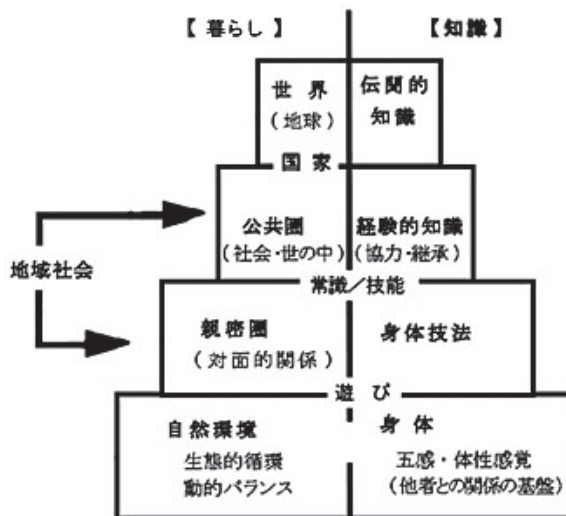 【 暮らし 】 【知識】
世 界
（地球）
伝聞的
知識
国 家
公共圏
（社会・世の中）
経験的知識
（協力・継承）
地域社会
常識／技能
親密圏
（対面的関係）
身体技法
遊 び
自然環境
生態的循環
動的バランス
身 体
五感・体性感覚
（他者との関係の基盤）